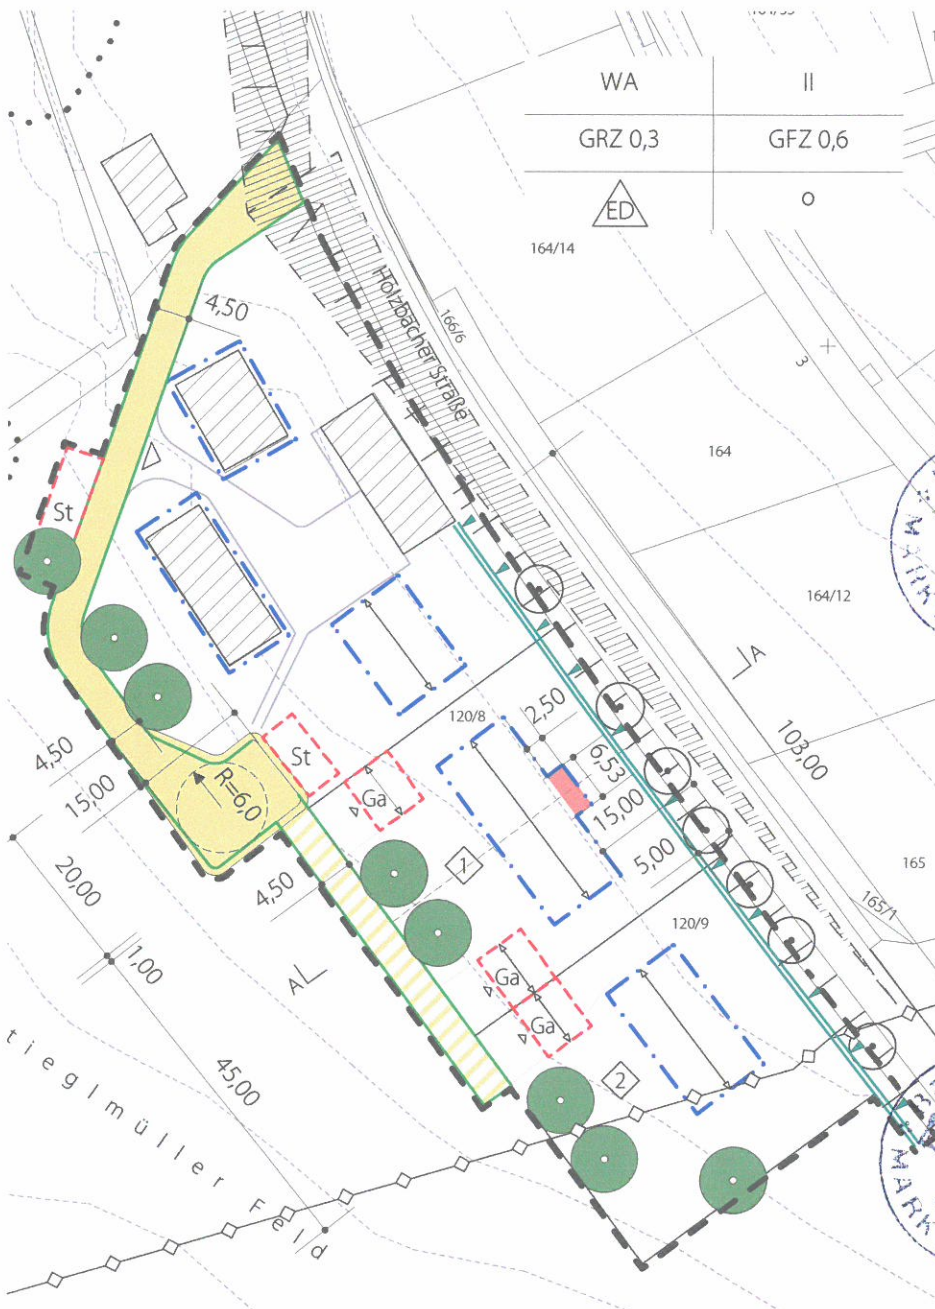 WA
II
GRZ 0,3
GFZ 0,6
ED
o
164/14
Holzbacher Straße
166/6
4,50
3
164
St
164/12
MARK
A
103,00
120/8
2,50
6,53
15,00
5,00
4,50
15,00
St
R=6,0
Ga
1
165
165/1
20,00
4,50
120/9
1,00
A
Ga
Ga
2
45,00
tieglmüller Feld
MARK